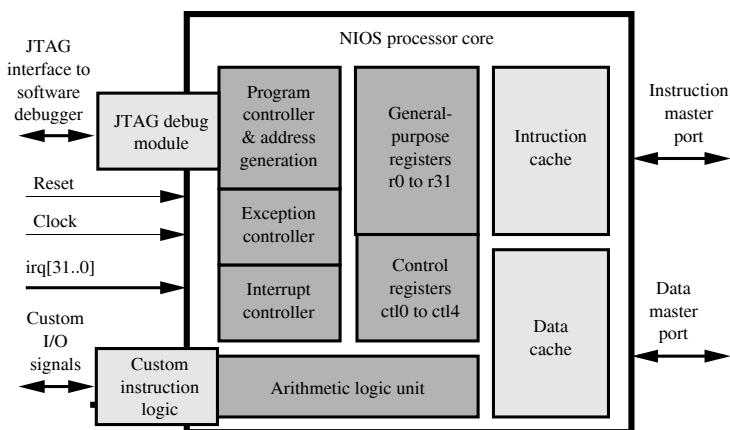 NIOS processor core
JTAG
interface to
software
debugger
JTAG debug
module
Program
controller
& address
generation
General-
purpose
registers
r0 to r31
Intruction
cache
Instruction
master
port
Reset
Clock
irq[31..0]
Exception
controller
Interrupt
controller
Control
registers
ctl0 to ctl4
Data
cache
Data
master
port
Custom
I/O
signals
Custom
instruction
logic
Arithmetic logic unit